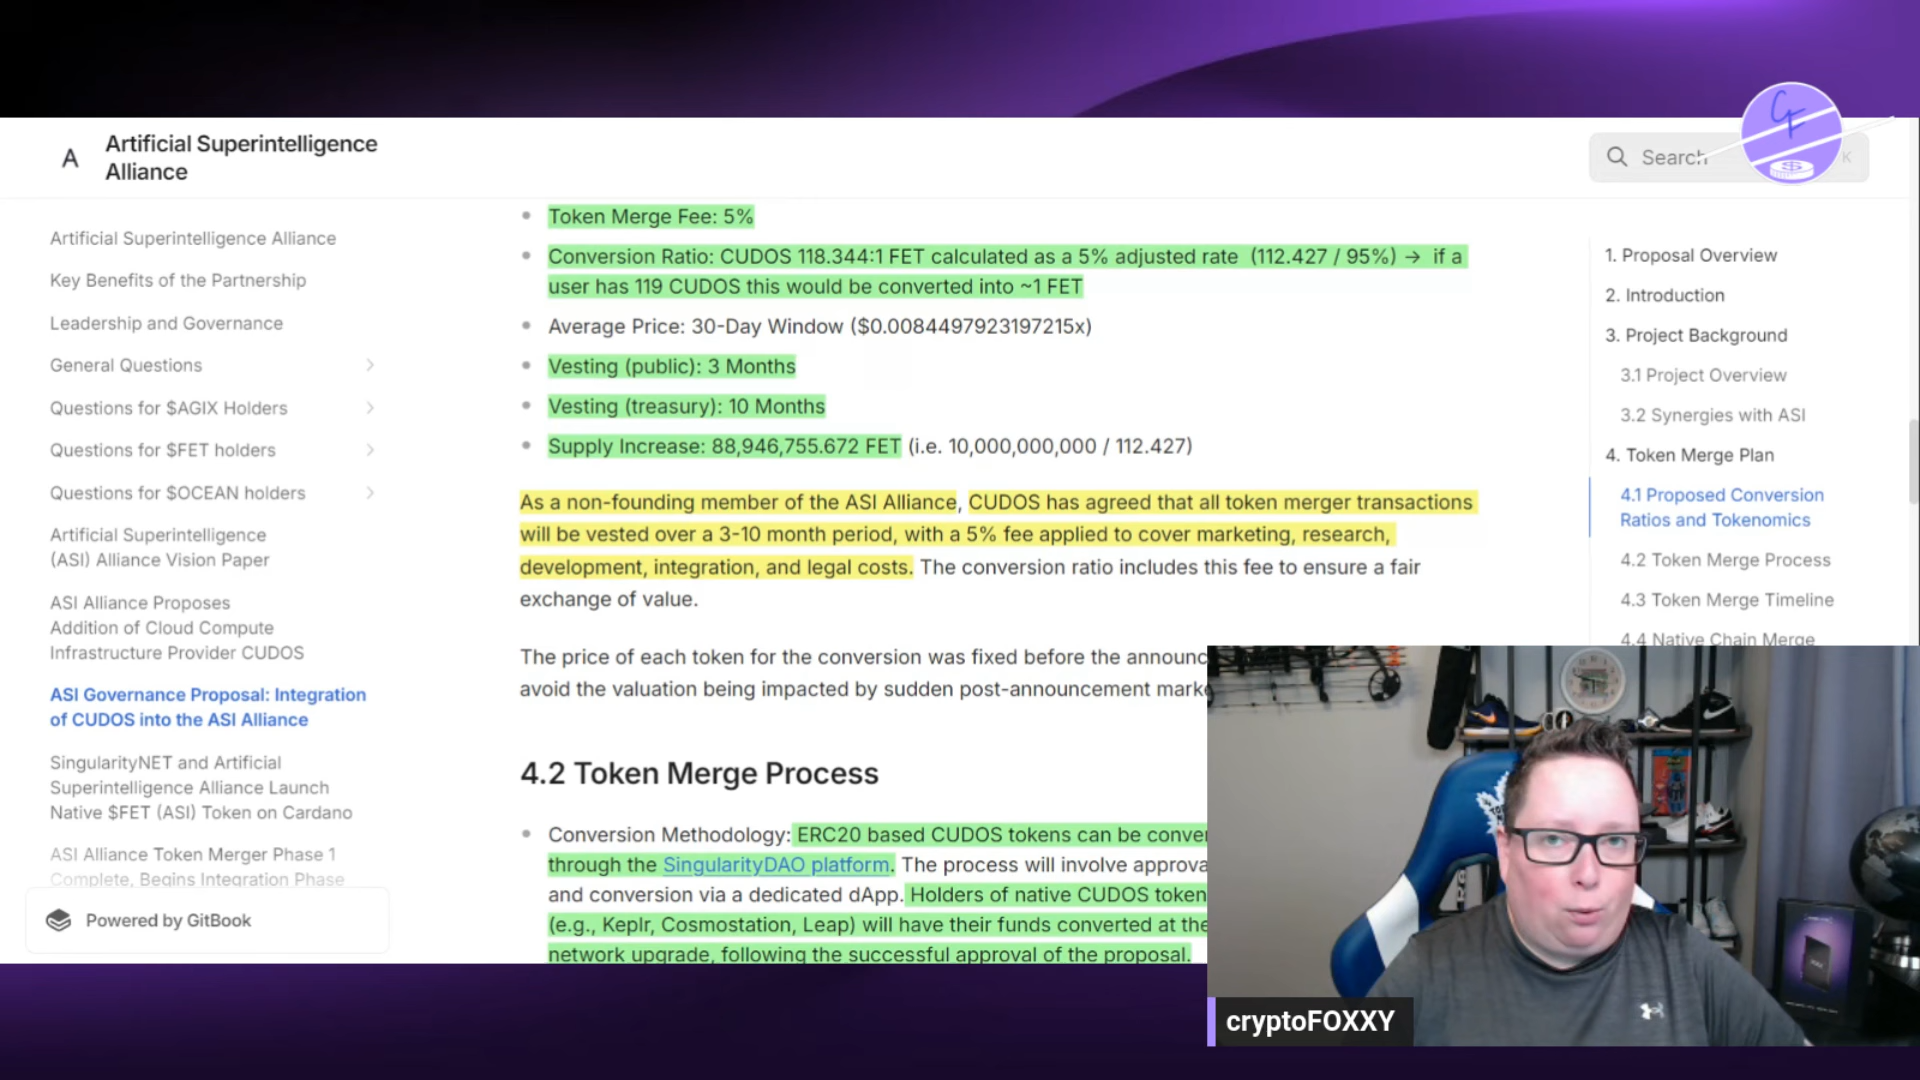 A
Artificial Superintelligence
Alliance
Search
K
Artificial Superintelligence Alliance
Key Benefits of the Partnership
Leadership and Governance
General Questions
Questions for $AGIX Holders
Questions for $FET holders
Questions for $OCEAN holders
Artificial Superintelligence
(ASI) Alliance Vision Paper
ASI Alliance Proposes
Addition of Cloud Compute
Infrastructure Provider CUDOS
ASI Governance Proposal: Integration
of CUDOS into the ASI Alliance
SingularityNET and Artificial
Superintelligence Alliance Launch
Native $FET (ASI) Token on Cardano
ASI Alliance Token Merger Phase 1
Complete, Begins Integration Phase
Powered by GitBook
Token Merge Fee: 5%
Conversion Ratio: CUDOS 118.344:1 FET calculated as a 5% adjusted rate (112.427 / 95%) → if a
user has 119 CUDOS this would be converted into ~1 FET
Average Price: 30-Day Window ($0.0084497923197215x)
Vesting (public): 3 Months
Vesting (treasury): 10 Months
Supply Increase: 88,946,755.672 FET (i.e. 10,000,000,000 / 112.427)
As a non-founding member of the ASI Alliance, CUDOS has agreed that all token merger transactions
will be vested over a 3-10 month period, with a 5% fee applied to cover marketing, research,
development, integration, and legal costs. The conversion ratio includes this fee to ensure a fair
exchange of value.
The price of each token for the conversion was fixed before the announc
avoid the valuation being impacted by sudden post-announcement marke
4.2 Token Merge Process
Conversion Methodology: ERC20 based CUDOS tokens can be conver
through the SingularityDAO platform. The process will involve approva
and conversion via a dedicated dApp. Holders of native CUDOS token
(e.g., Keplr, Cosmostation, Leap) will have their funds converted at the
network upgrade, following the successful approval of the proposal.
1. Proposal Overview
2. Introduction
3. Project Background
3.1 Project Overview
3.2 Synergies with ASI
4. Token Merge Plan
4.1 Proposed Conversion
Ratios and Tokenomics
4.2 Token Merge Process
4.3 Token Merge Timeline
4.4 Native Chain Merge
cryptoFOXXY